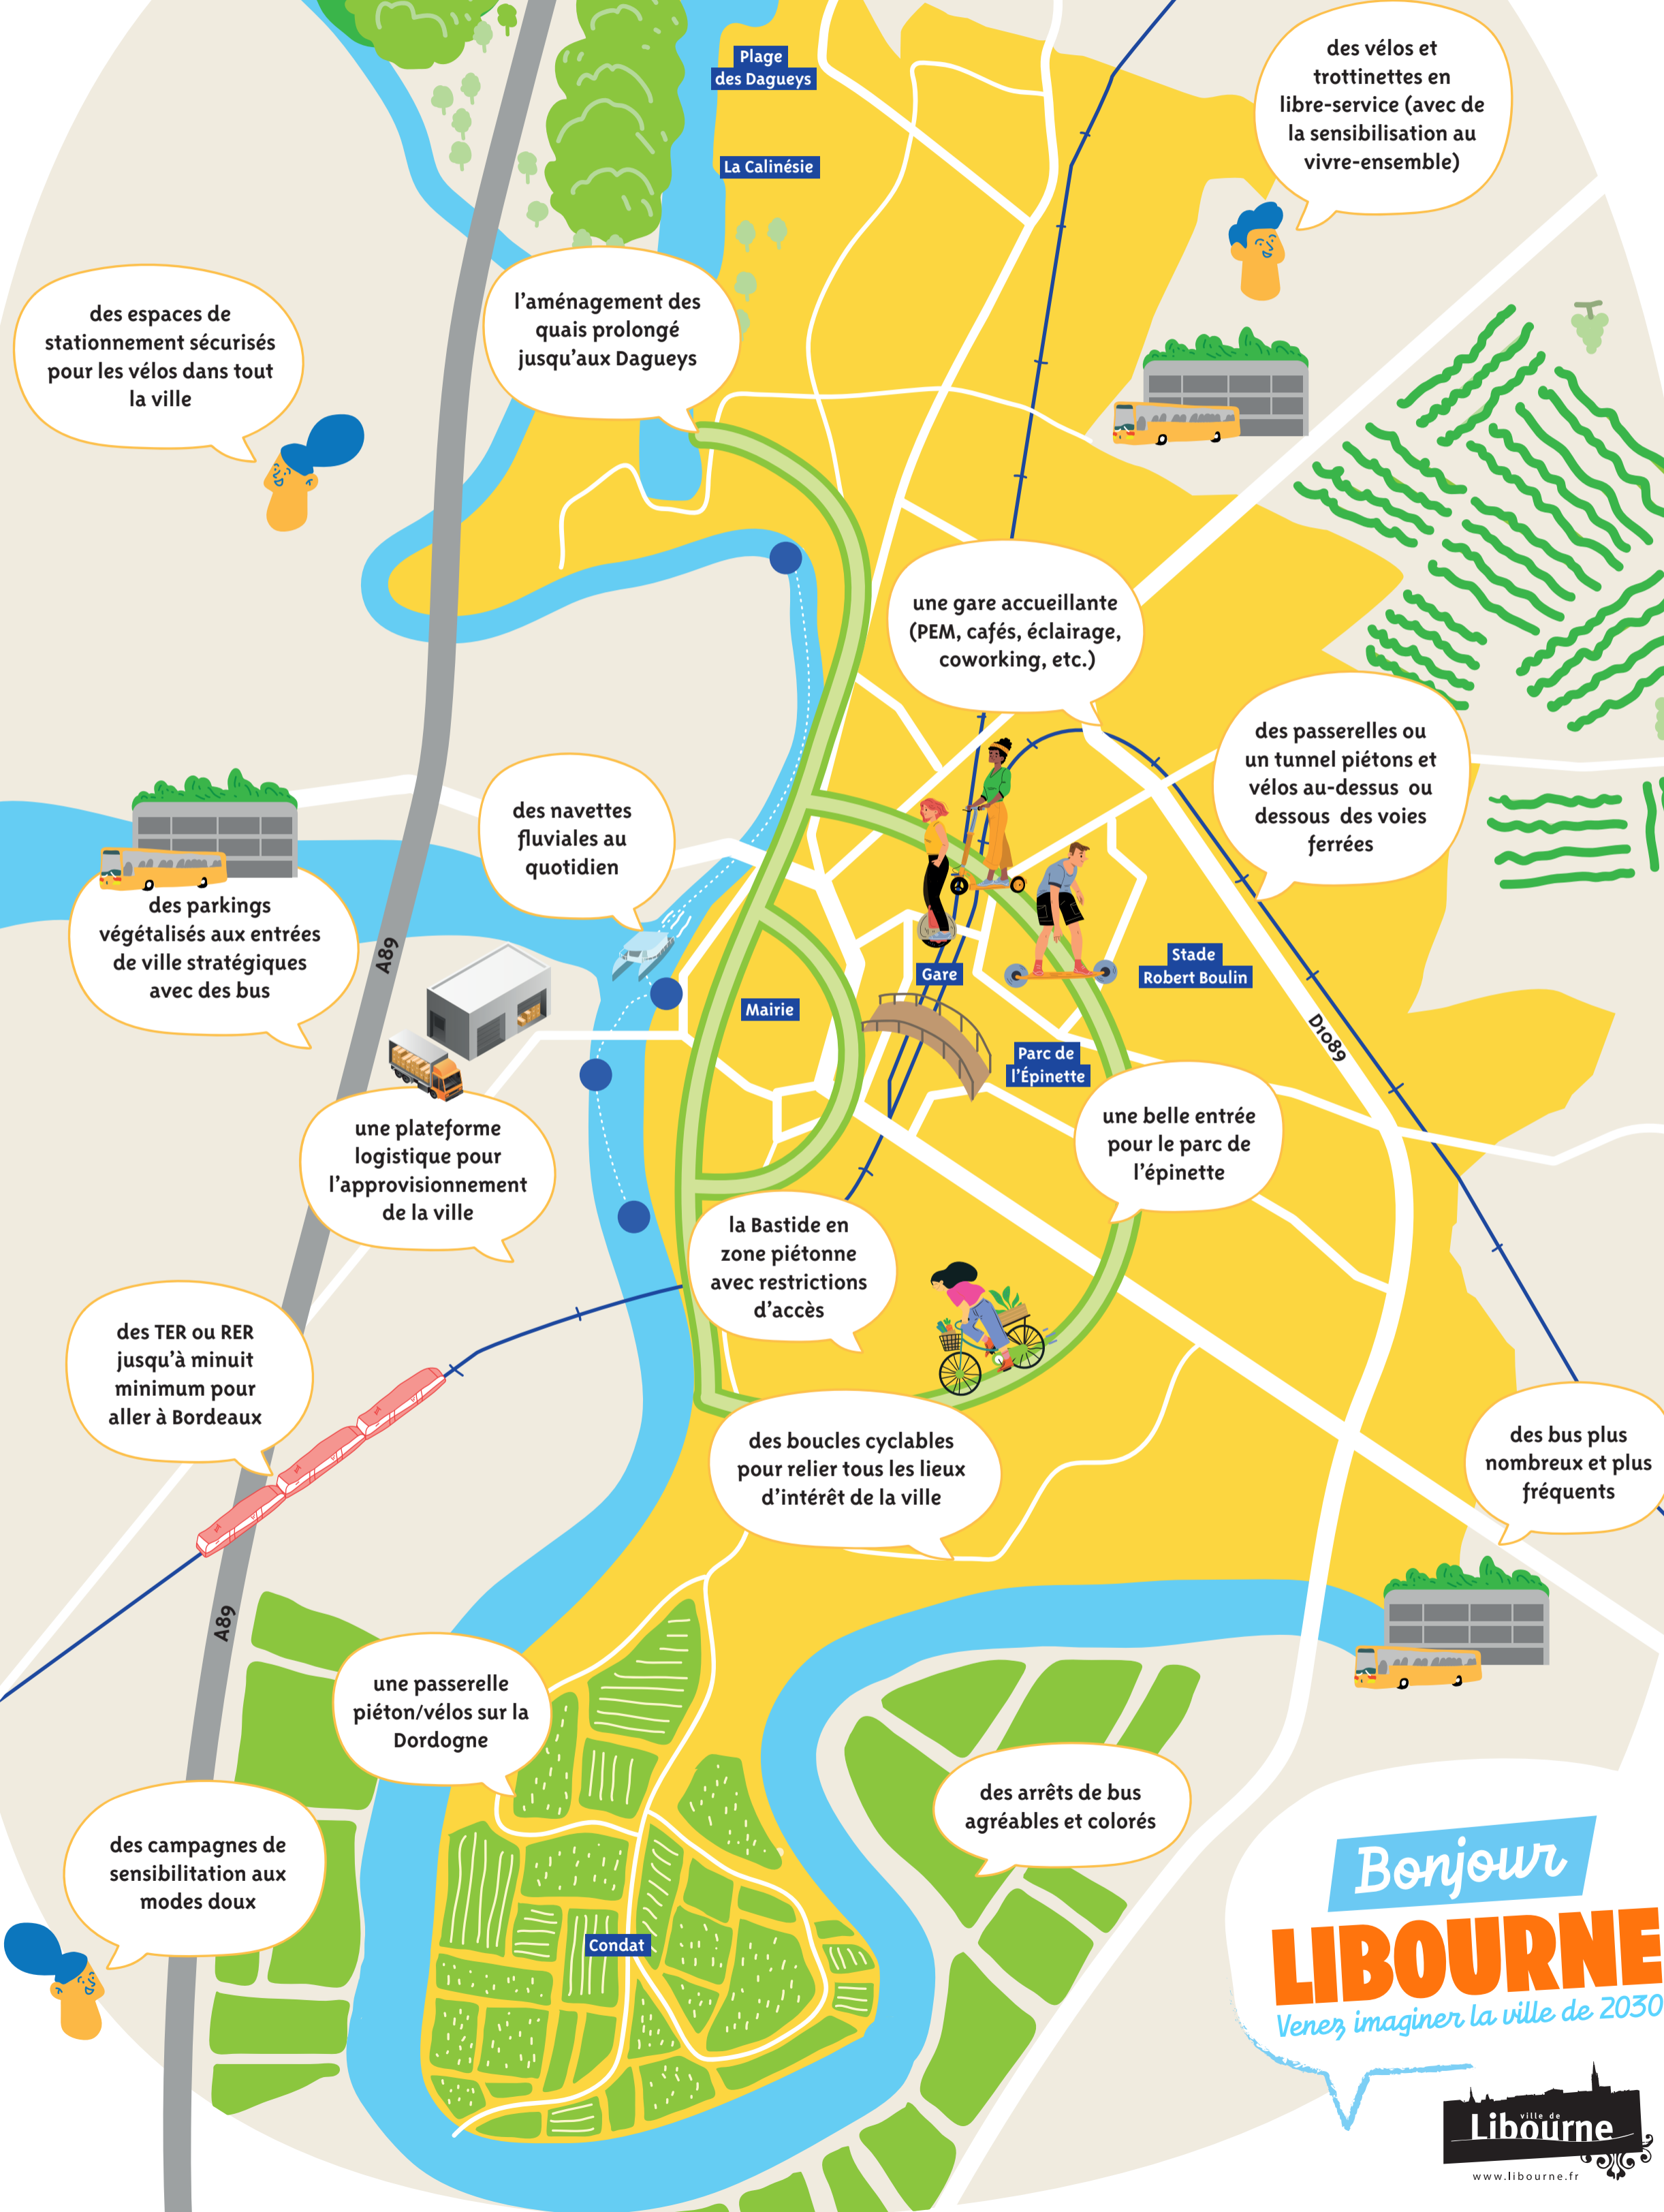 Plage
des Dagueys
La Calinésie
des vélos et
trottinettes en
libre-service (avec de
la sensibilisation au
vivre-ensemble)
des espaces de
stationnement sécurisés
pour les vélos dans tout
la ville
l'aménagement des
quais prolongé
jusqu'aux Dagueys
une gare accueillante
(PEM, cafés, éclairage,
coworking, etc.)
des passerelles ou
un tunnel piétons et
vélos au-dessus ou
dessous des voies
ferrées
des navettes
fluviales au
quotidien
des parkings
végétalisés aux entrées
de ville stratégiques
avec des bus
A89
Gare
Stade
Robert Boulin
Mairie
D1089
Parc de
l'Épinette
une plateforme
logistique pour
l'approvisionnement
de la ville
une belle entrée
pour le parc de
l'épinette
la Bastide en
zone piétonne
avec restrictions
d'accès
des TER ou RER
jusqu'à minuit
minimum pour
aller à Bordeaux
des boucles cyclables
pour relier tous les lieux
d'intérêt de la ville
des bus plus
nombreux et plus
fréquents
A89
une passerelle
piéton/vélos sur la
Dordogne
des arrêts de bus
agréables et colorés
des campagnes de
sensibilitation aux
modes doux
Condat
Bonjour
LIBOURNE
Venez imaginer la ville de 2030
ville de
Libourne
www.libourne.fr